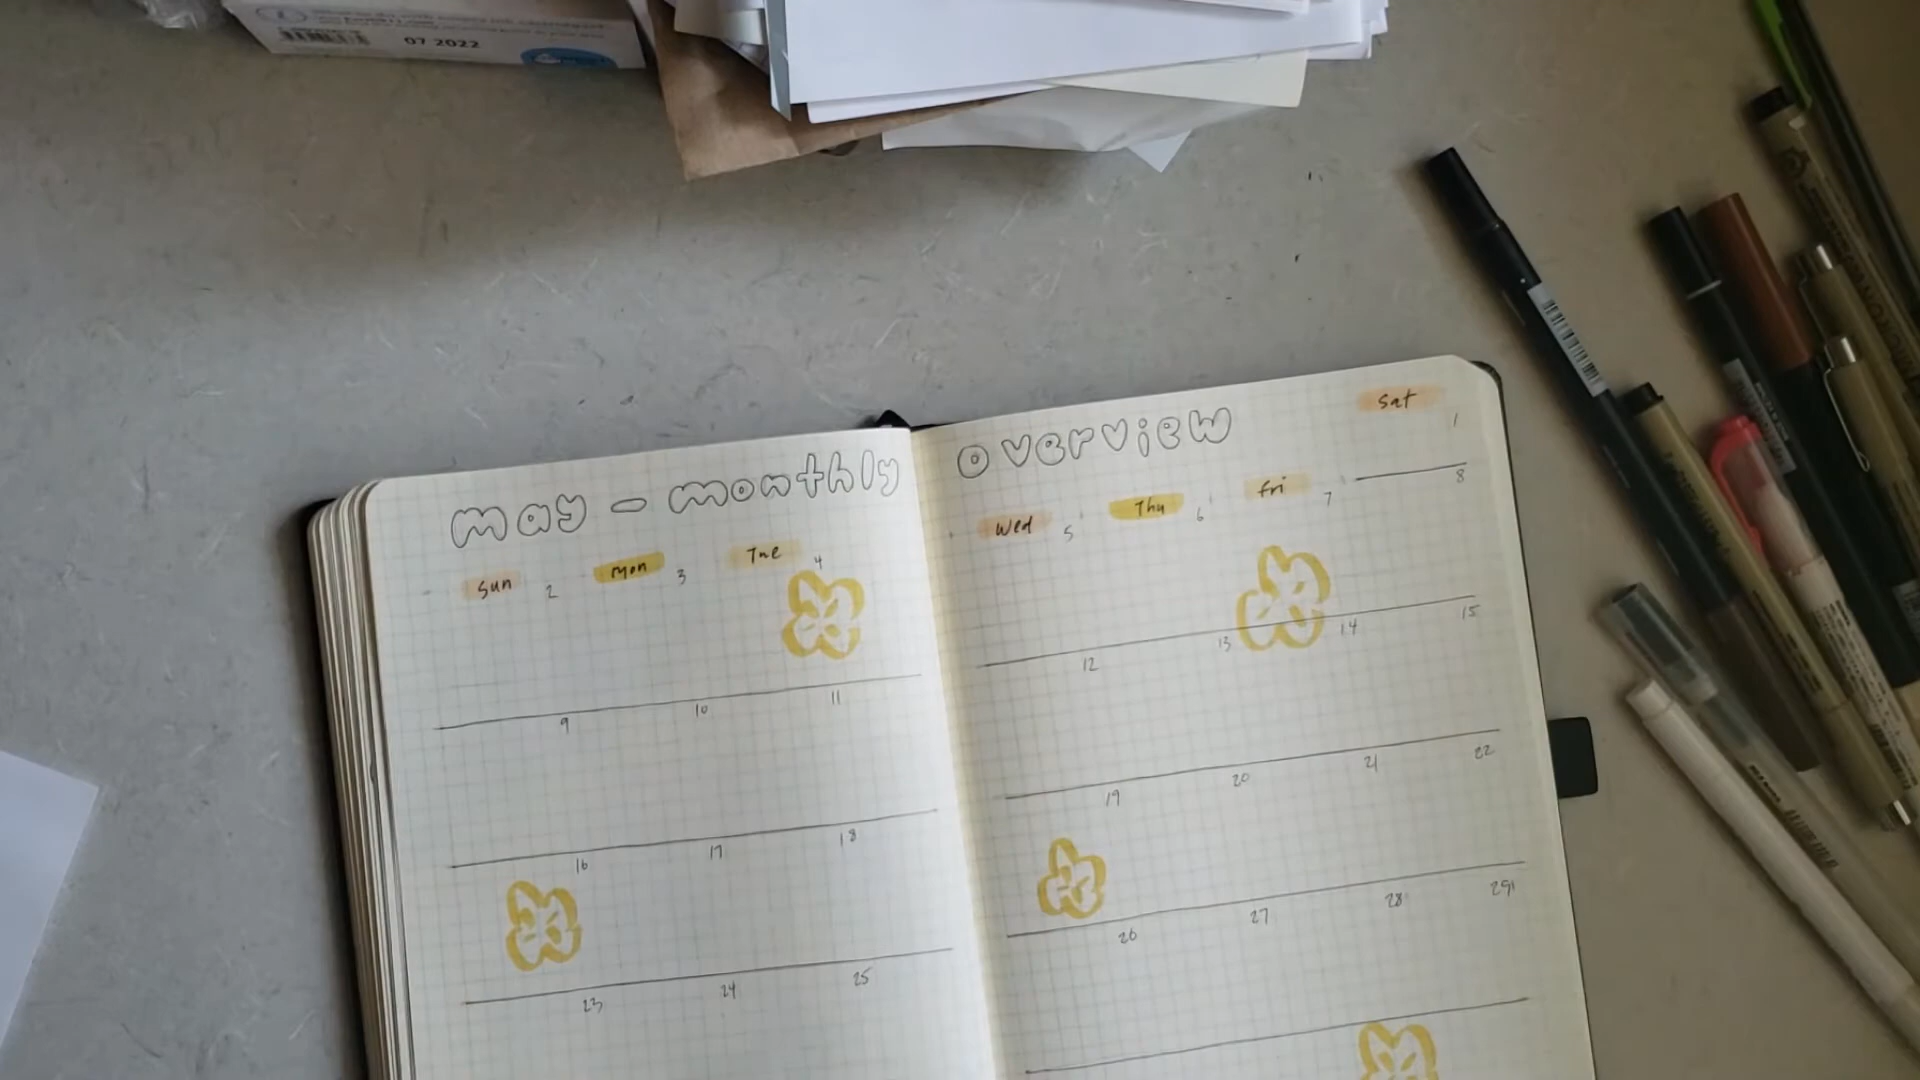 07 2022
may - monthly overview
Sat 1
Sun 2 Mon 3 Tue 4 Wed 5 Thu 6 Fri 7 8
9 10 11 12 13 14 15
16 17 18 19 20 21 22
23 24 25 26 27 28 29